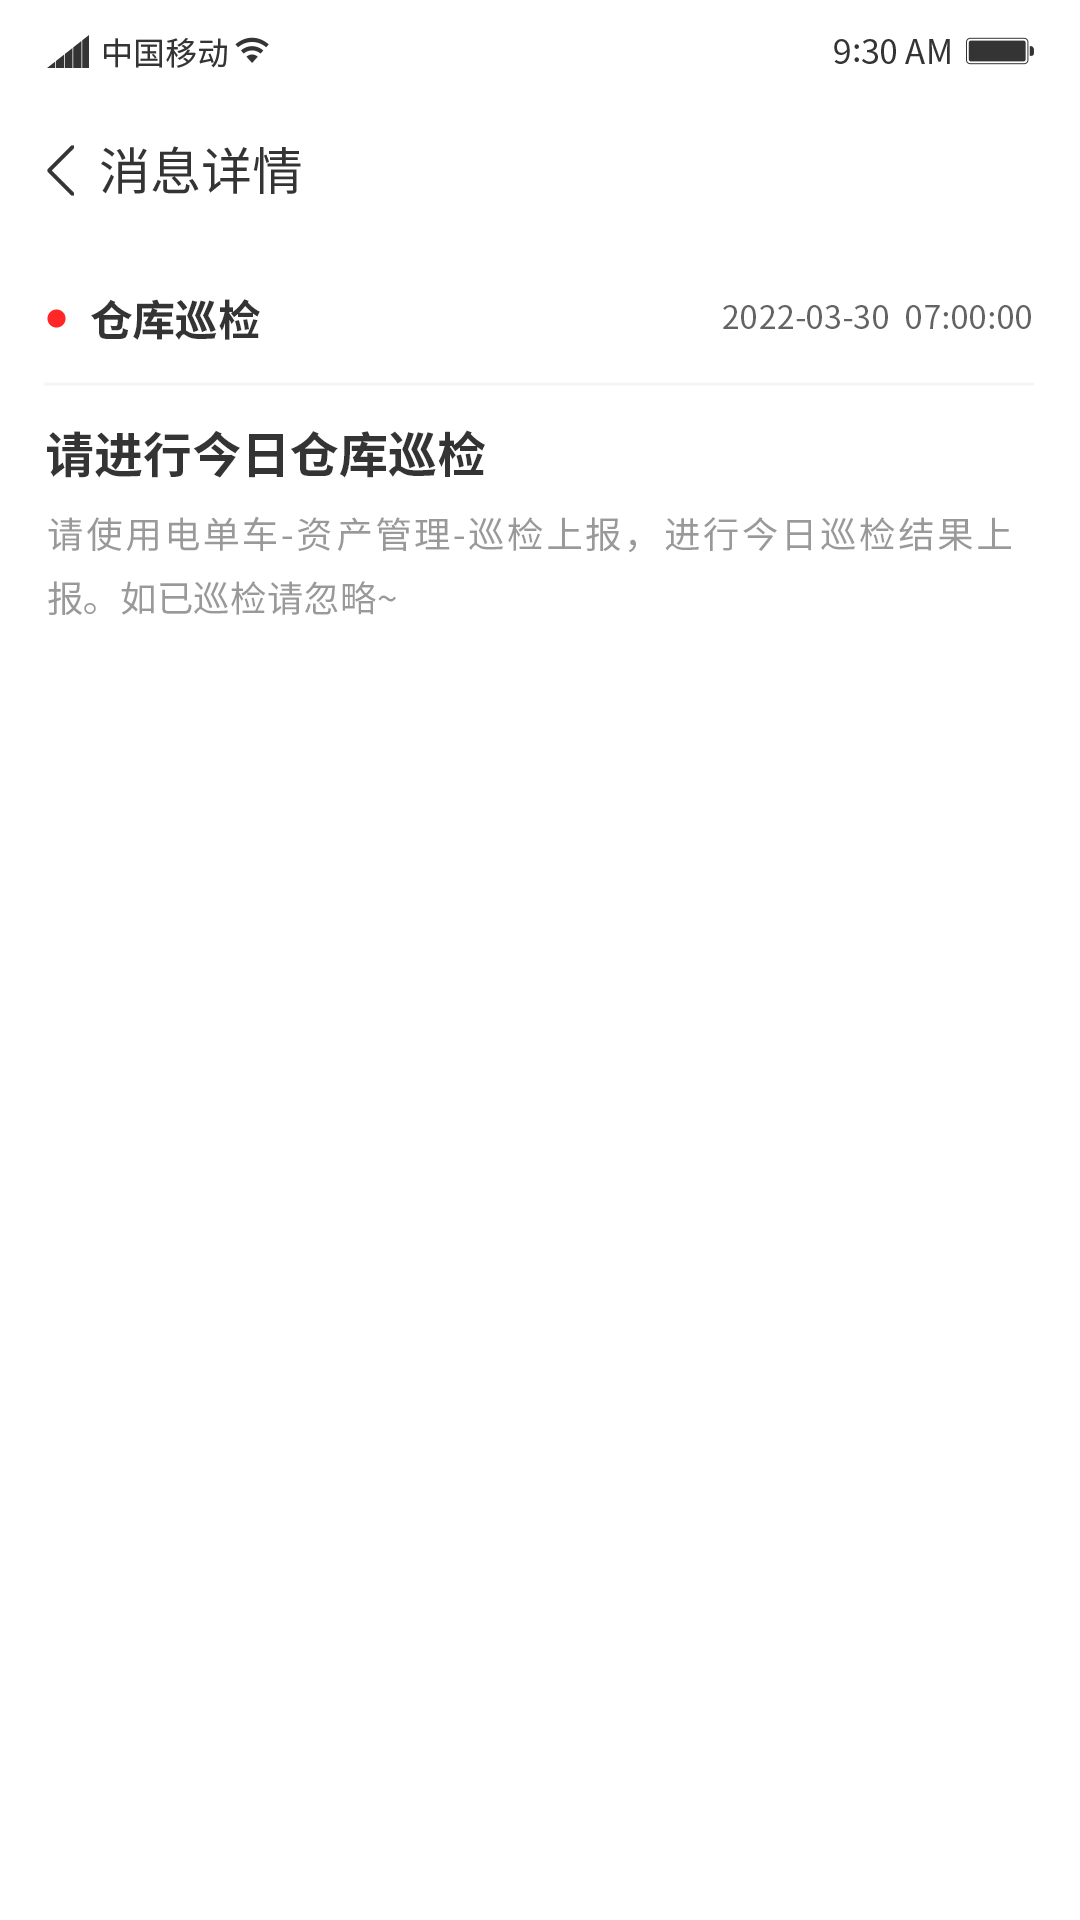 中国移动 9:30 AM
消息详情
仓库巡检 2022-03-30 07:00:00
请进行今日仓库巡检
请使用电单车-资产管理-巡检上报，进行今日巡检结果上
报。如已巡检请忽略~